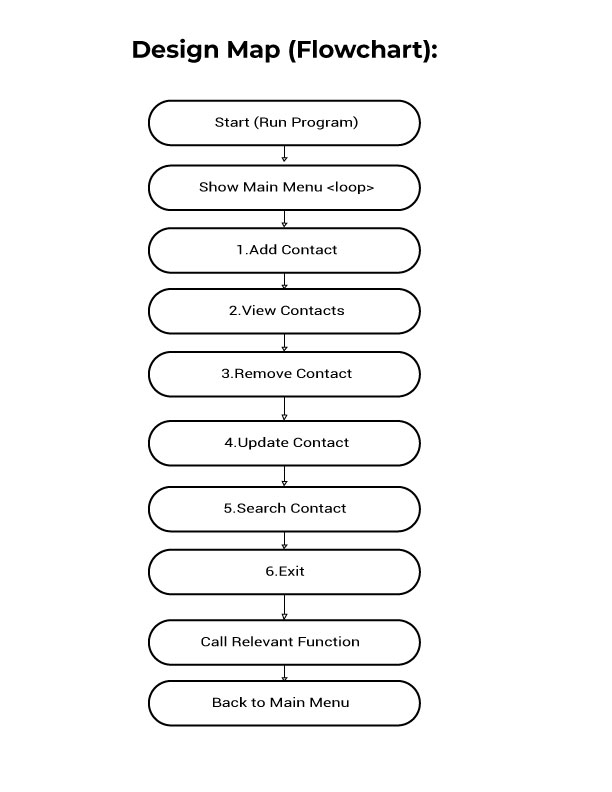 Design Map (Flowchart):
Start (Run Program)
Show Main Menu <loop>
1.Add Contact
2.View Contacts
3.Remove Contact
4.Update Contact
5.Search Contact
6.Exit
Call Relevant Function
Back to Main Menu